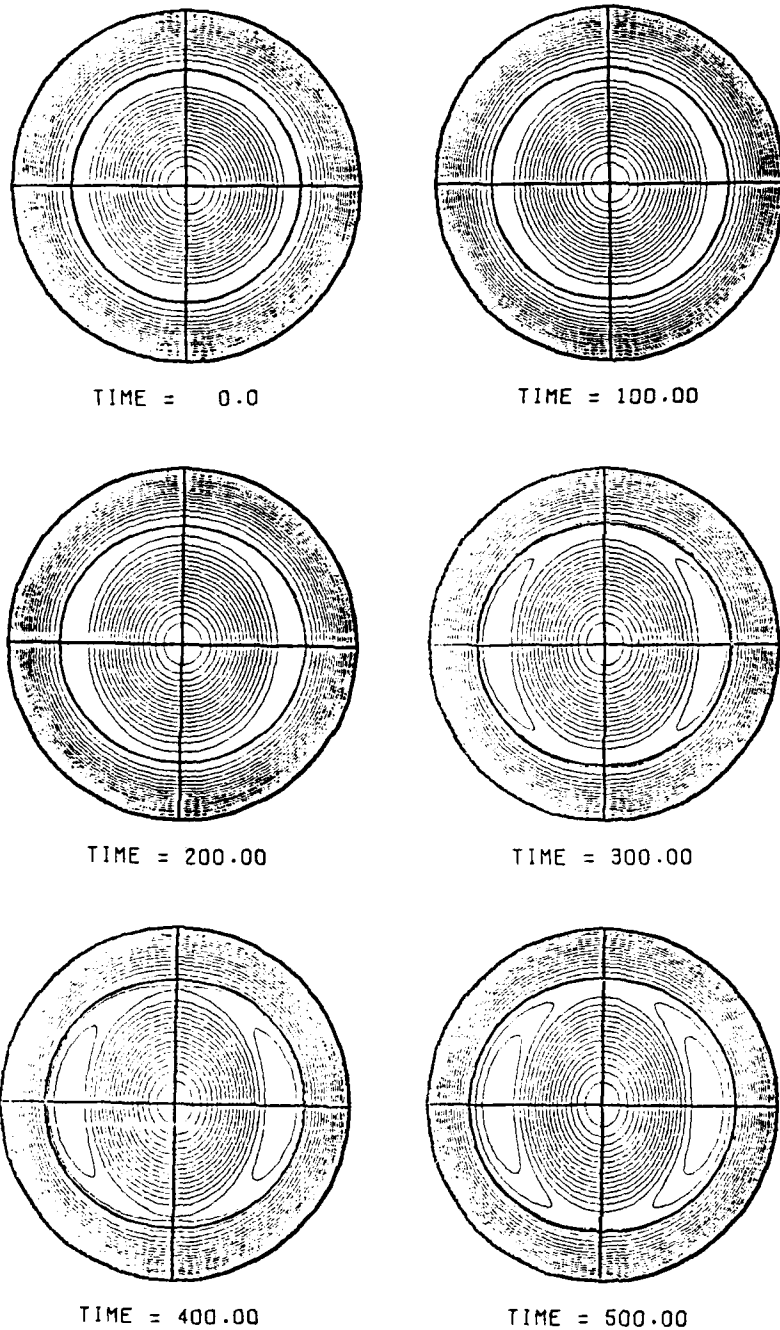 TIME = 0.0
TIME = 100.00
TIME = 200.00
TIME = 300.00
TIME = 400.00
TIME = 500.00